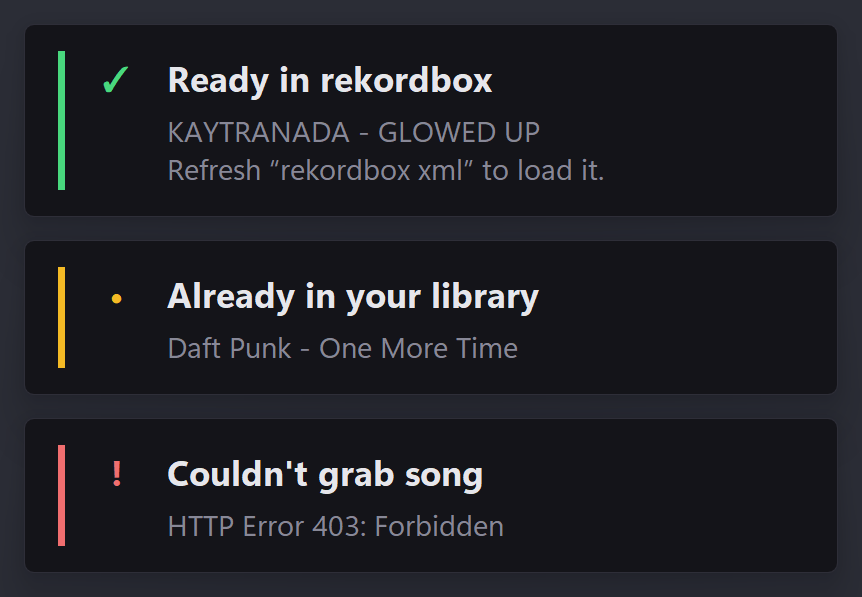 ✓ Ready in rekordbox
KAYTRANADA - GLOWED UP
Refresh “rekordbox xml” to load it.
• Already in your library
Daft Punk - One More Time
! Couldn't grab song
HTTP Error 403: Forbidden